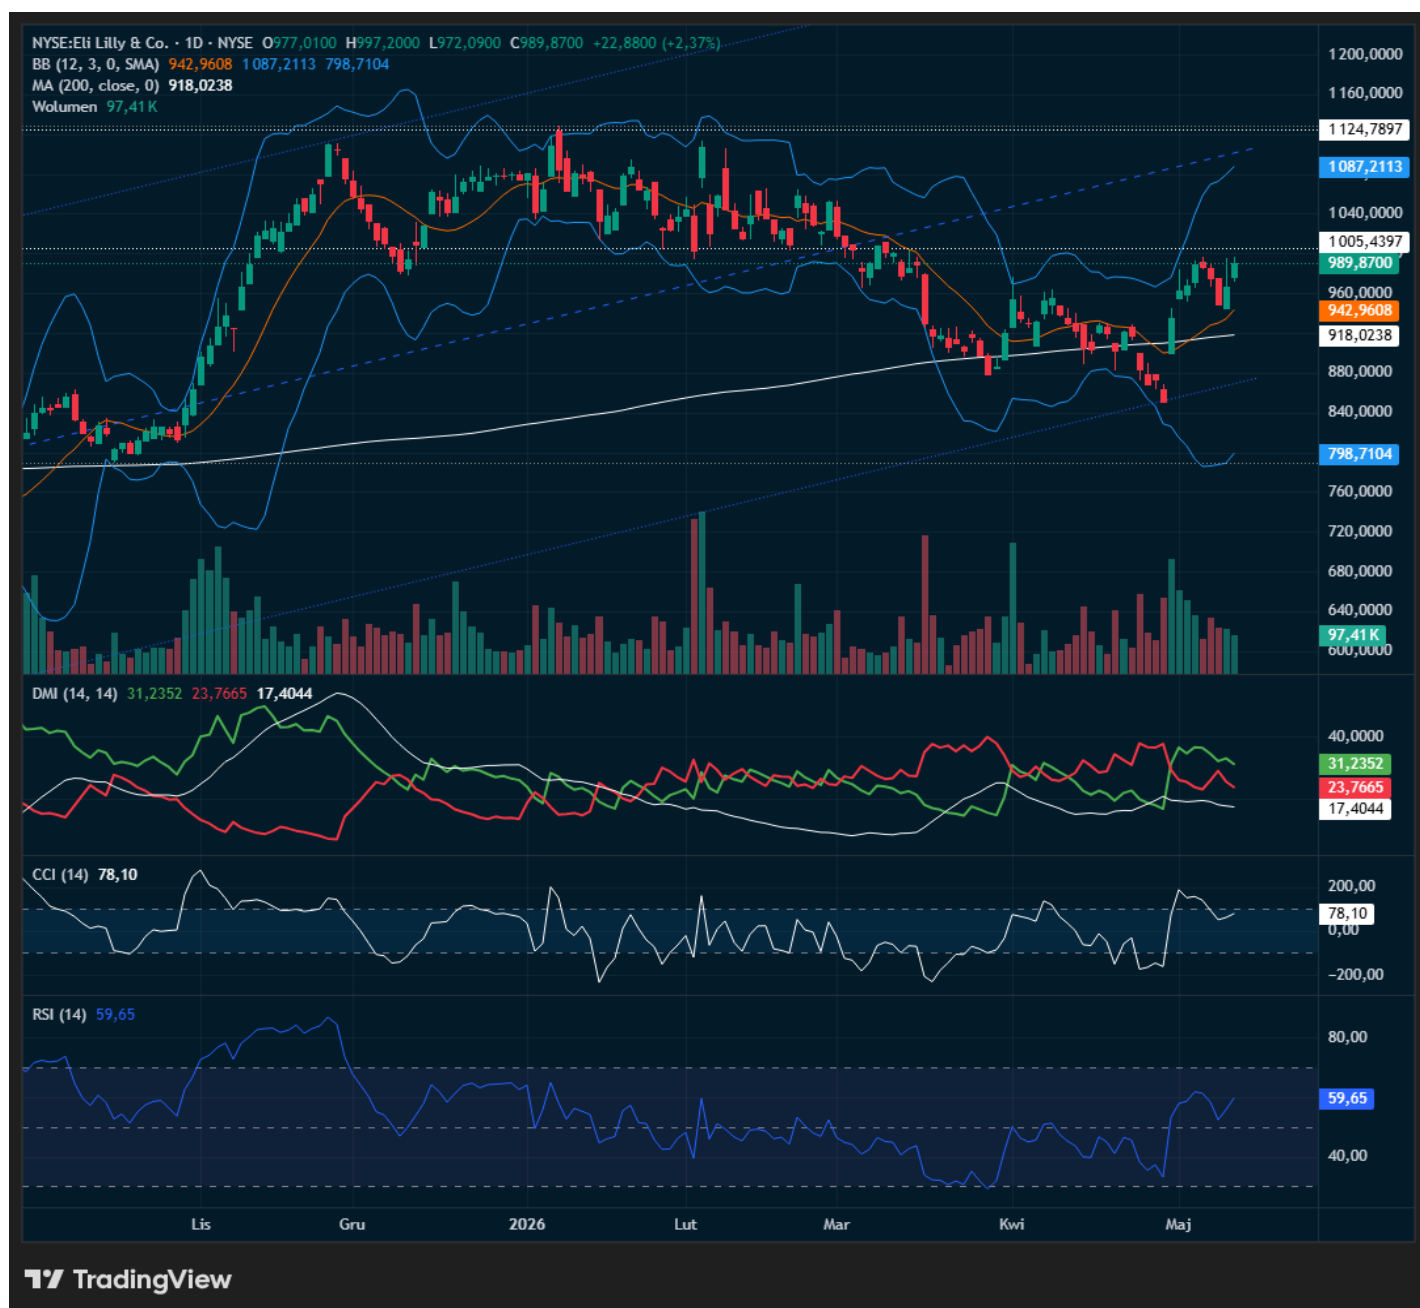 NYSE:Eli Lilly & Co. · 1D · NYSE O977,0100 H997,2000 L972,0900 C989,8700 +22,8800 (+2,37%)
BB (12, 3, 0, SMA) 942,9608 1 087,2113 798,7104
MA (200, close, 0) 918,0238
Wolumen 97,41 K
1 200,0000
1 160,0000
1 124,7897
1 087,2113
1 040,0000
1 005,4397
989,8700
960,0000
942,9608
918,0238
880,0000
840,0000
798,7104
760,0000
720,0000
680,0000
640,0000
97,41 K
600,0000
DMI (14, 14) 31,2352 23,7665 17,4044
40,0000
31,2352
23,7665
17,4044
CCI (14) 78,10
200,00
78,10
0,00
−200,00
RSI (14) 59,65
80,00
59,65
40,00
Lis Gru 2026 Lut Mar Kwi Maj
TradingView